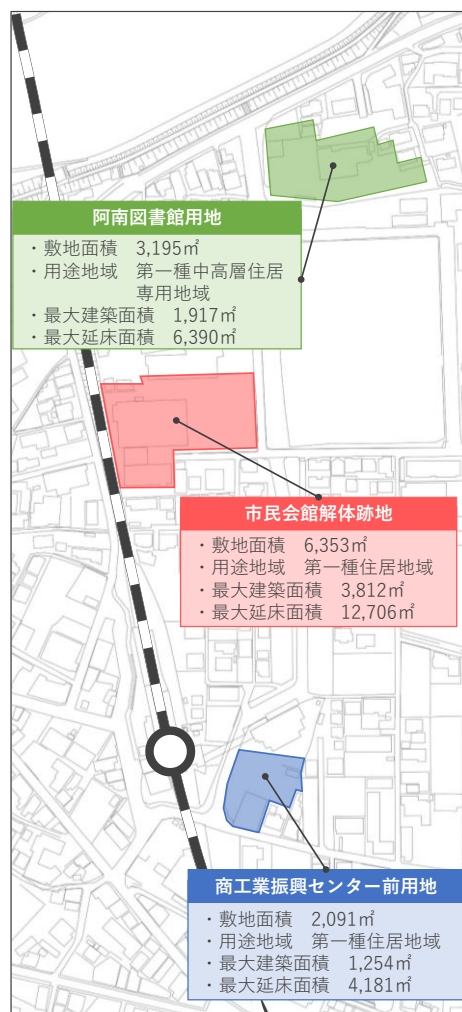 阿南図書館用地
・敷地面積 3,195㎡
・用途地域 第一種中高層住居
専用地域
・最大建築面積 1,917㎡
・最大延床面積 6,390㎡
市民会館解体跡地
・敷地面積 6,353㎡
・用途地域 第一種住居地域
・最大建築面積 3,812㎡
・最大延床面積 12,706㎡
商工業振興センター前用地
・敷地面積 2,091㎡
・用途地域 第一種住居地域
・最大建築面積 1,254㎡
・最大延床面積 4,181㎡